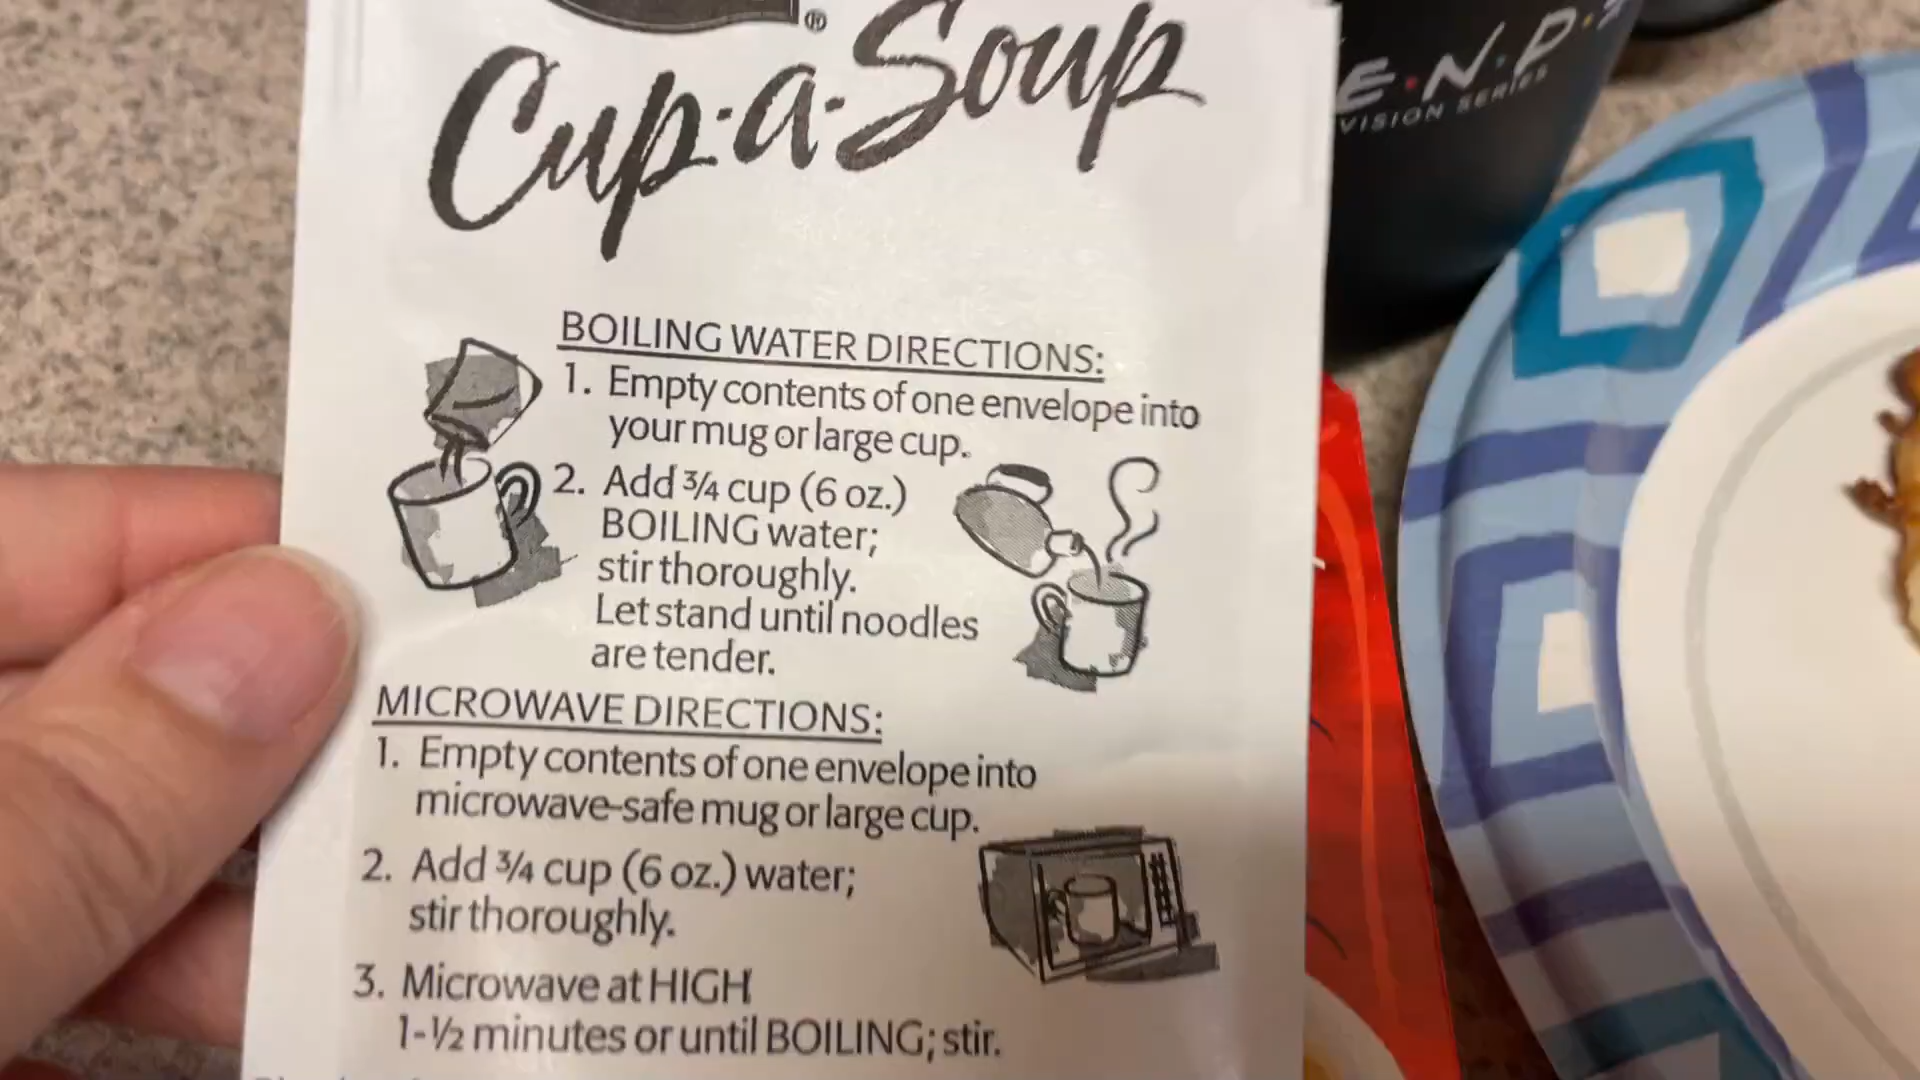 ®
Cup-a-Soup
E·N·D·
VISION SERIES
BOILING WATER DIRECTIONS:
1. Empty contents of one envelope into
your mug or large cup.
2. Add ¾ cup (6 oz.)
BOILING water;
stir thoroughly.
Let stand until noodles
are tender.
MICROWAVE DIRECTIONS:
1. Empty contents of one envelope into
microwave-safe mug or large cup.
2. Add ¾ cup (6 oz.) water;
stir thoroughly.
3. Microwave at HIGH
1-½ minutes or until BOILING; stir.